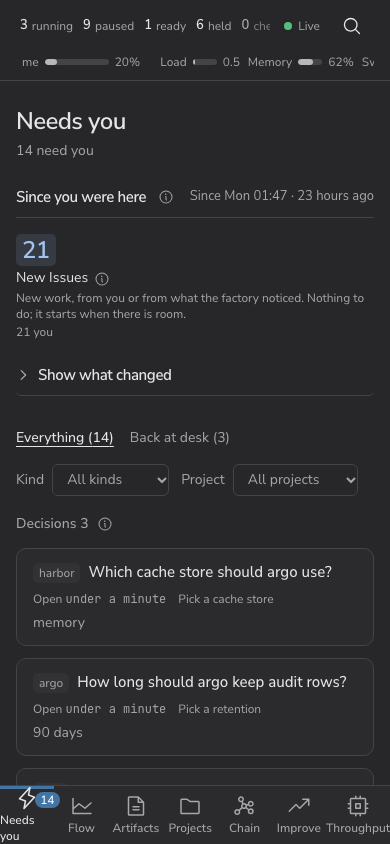 3 running 9 paused 1 ready 6 held 0 che Live
me 20% Load 0.5 Memory 62% Sv
Needs you
14 need you
Since you were here Since Mon 01:47 · 23 hours ago
21
New Issues
New work, from you or from what the factory noticed. Nothing to
do; it starts when there is room.
21 you
Show what changed
Everything (14) Back at desk (3)
Kind All kinds Project All projects
Decisions 3
harbor Which cache store should argo use?
Open under a minute Pick a cache store
memory
argo How long should argo keep audit rows?
Open under a minute Pick a retention
90 days
14
Needs you Flow Artifacts Projects Chain Improve Throughput